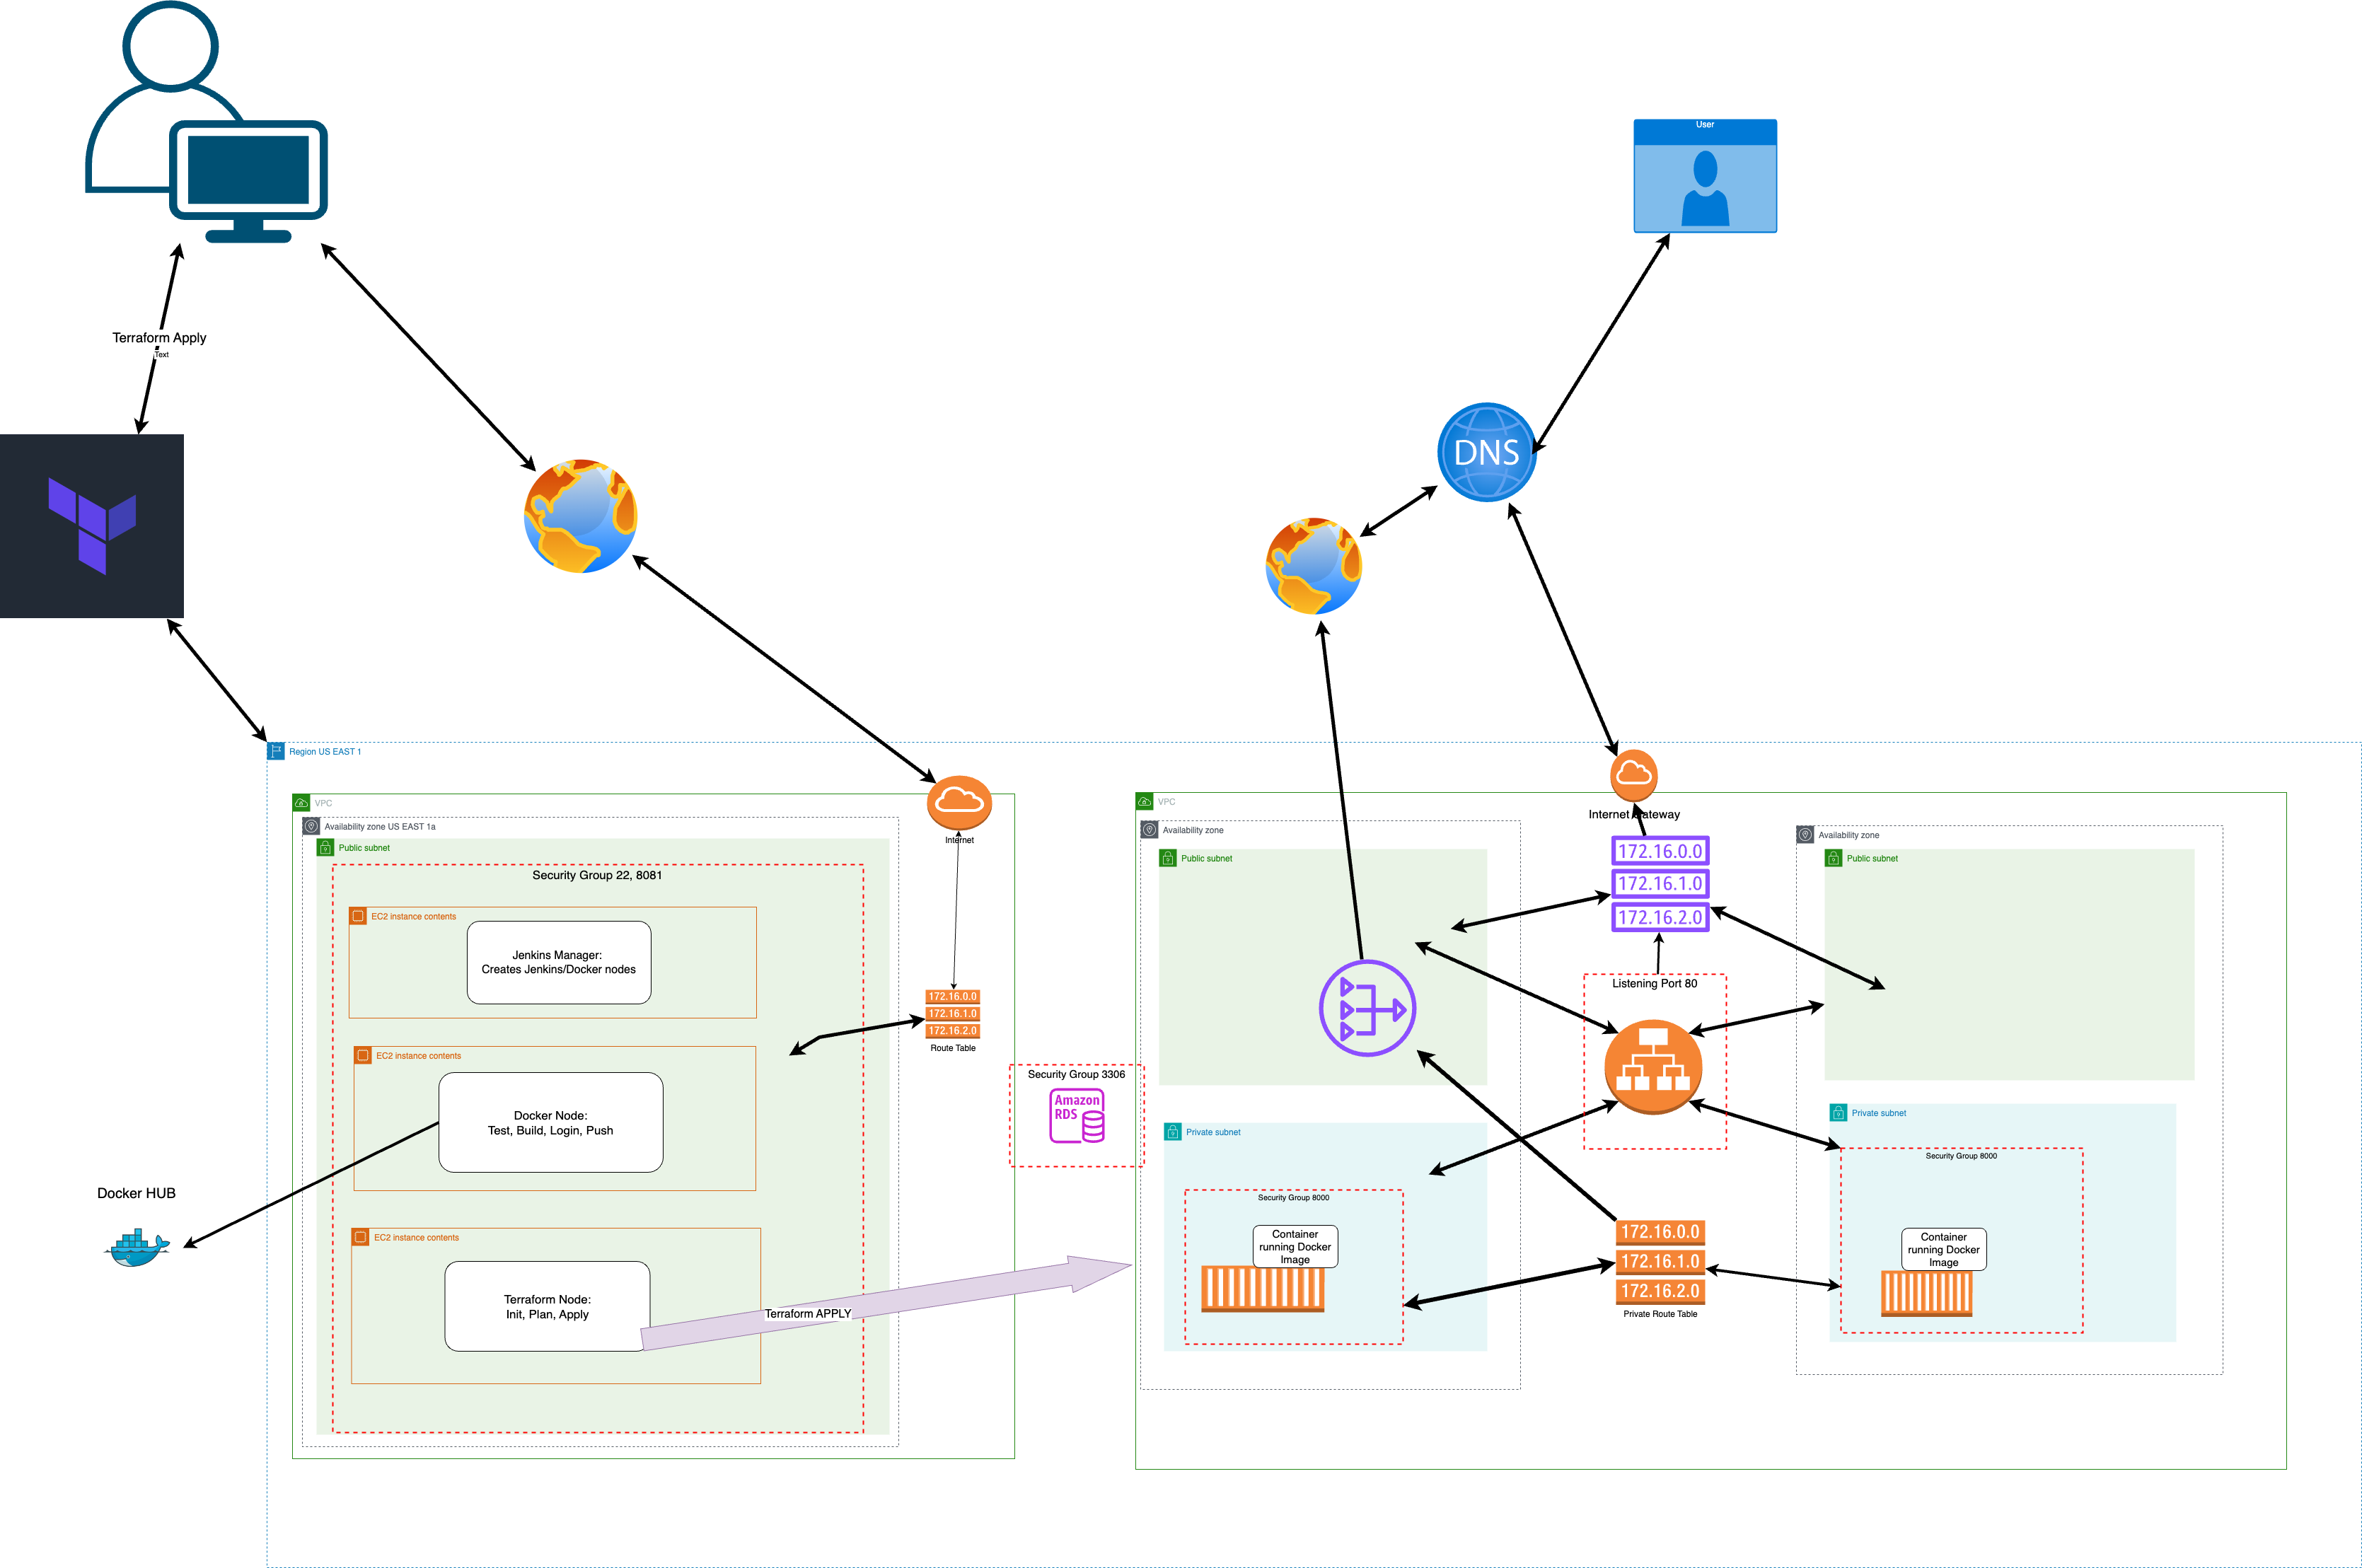 User
Terraform Apply
Text
DNS
Region US EAST 1
VPC
Availability zone US EAST 1a
Public subnet
Security Group 22, 8081
EC2 instance contents
Jenkins Manager:
Creates Jenkins/Docker nodes
EC2 instance contents
Docker Node:
Test, Build, Login, Push
EC2 instance contents
Terraform Node:
Init, Plan, Apply
Terraform APPLY
Docker HUB
Internet
172.16.0.0
172.16.1.0
172.16.2.0
Route Table
Security Group 3306
Amazon
RDS
VPC
Availability zone
Public subnet
Private subnet
Security Group 8000
Container
running Docker
Image
Internet Gateway
172.16.0.0
172.16.1.0
172.16.2.0
Listening Port 80
172.16.0.0
172.16.1.0
172.16.2.0
Private Route Table
Availability zone
Public subnet
Private subnet
Security Group 8000
Container
running Docker
Image